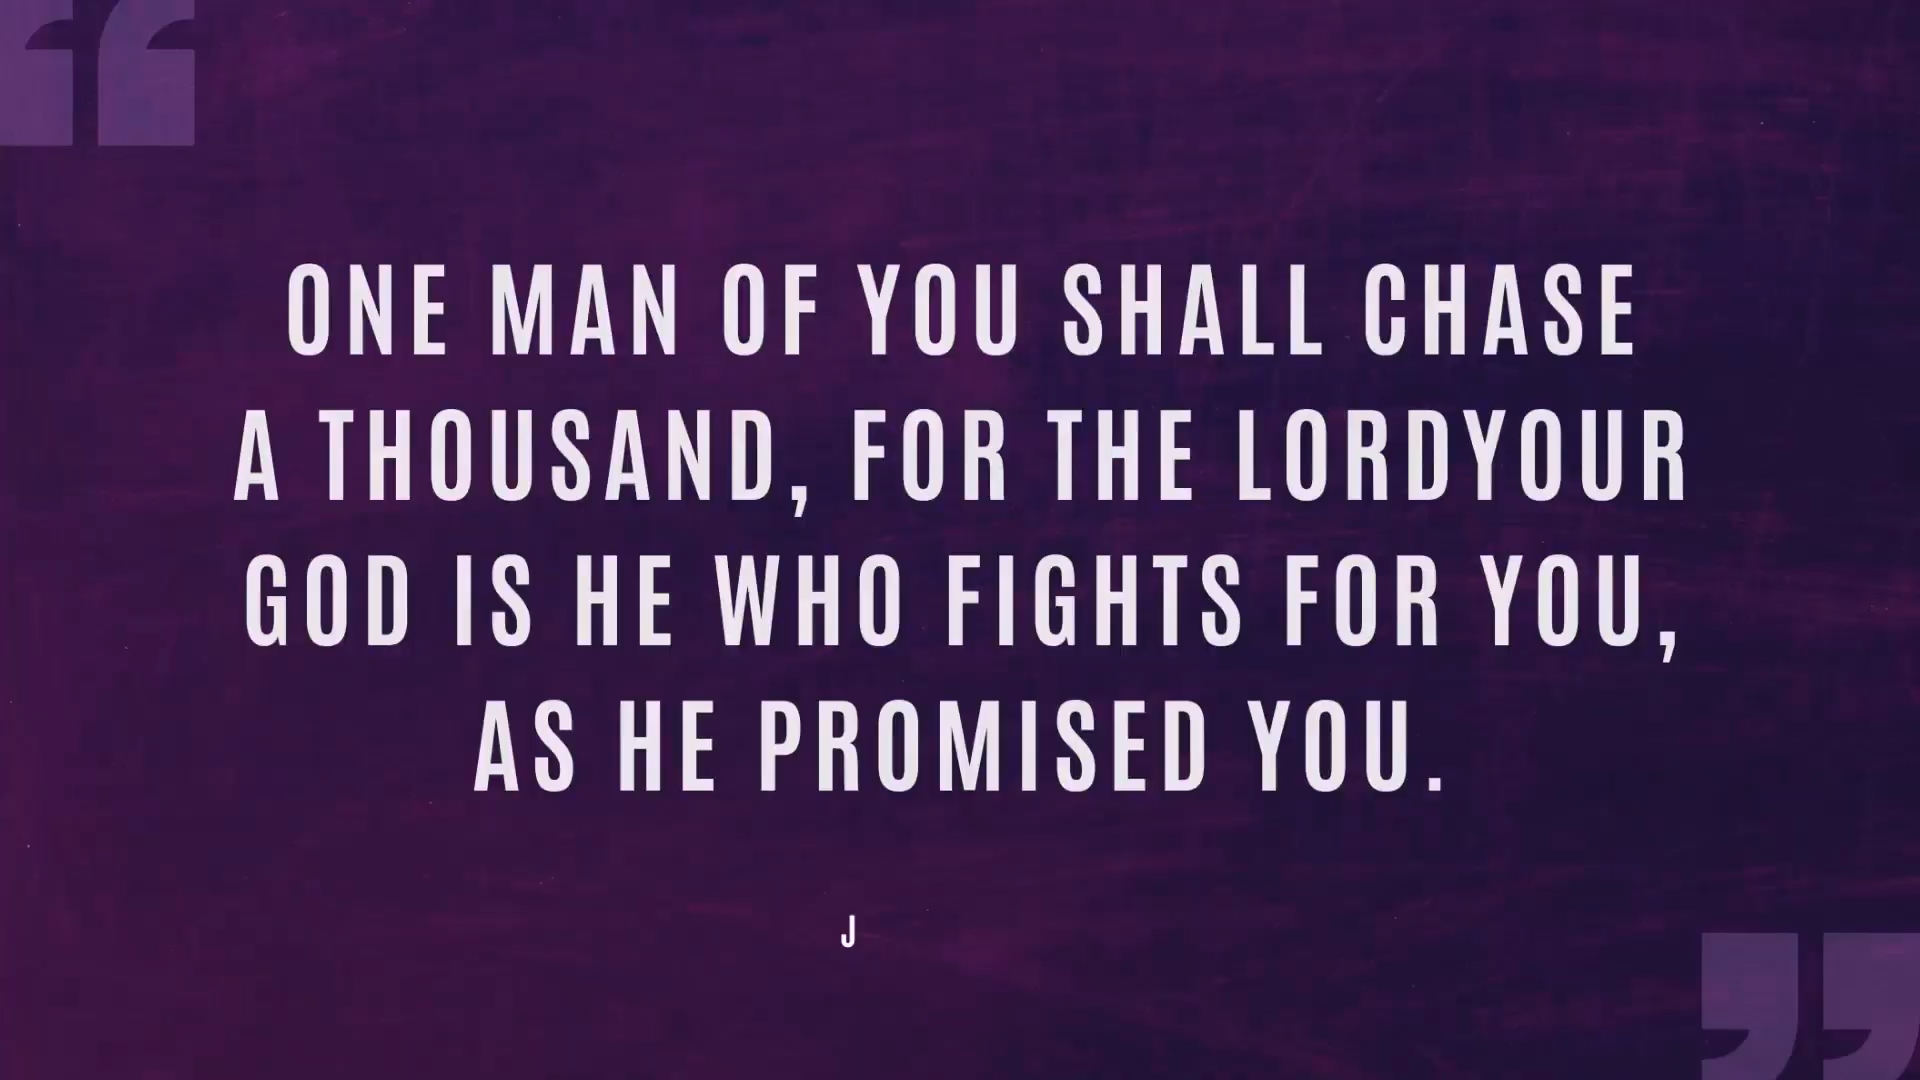 ONE MAN OF YOU SHALL CHASE
A THOUSAND, FOR THE LORDYOUR
GOD IS HE WHO FIGHTS FOR YOU,
AS HE PROMISED YOU.
J